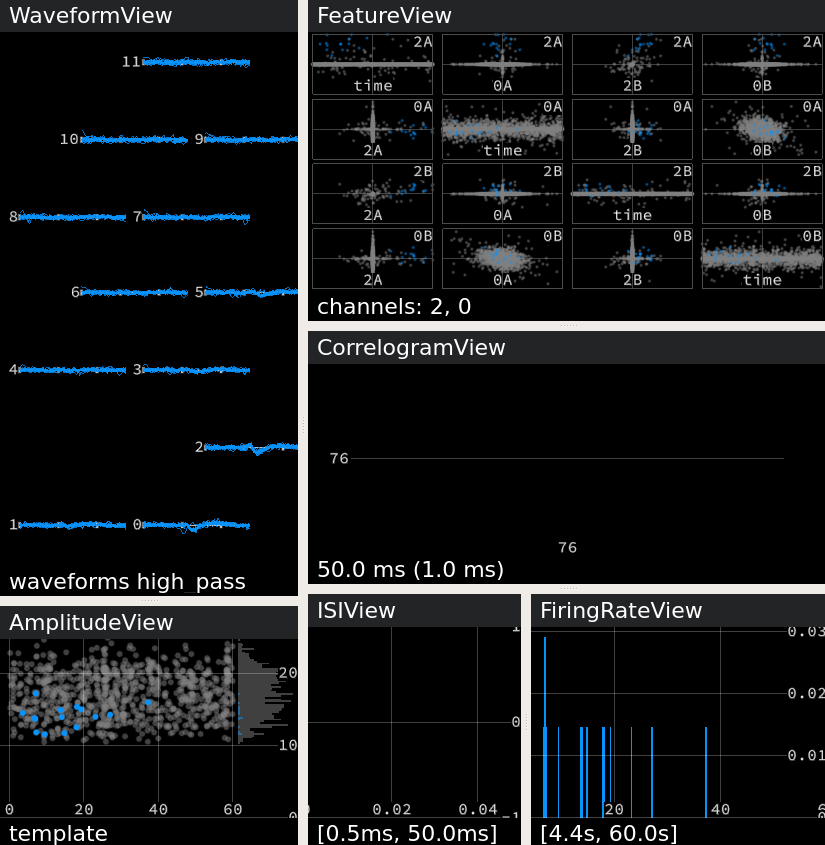 WaveformView
11
10 9
8 7
6 5
4 3
2
1 0
waveforms high_pass
FeatureView
2A 2A 2A 2A
time 0A 2B 0B
0A 0A 0A 0A
2A time 2B 0B
2B 2B 2B 2B
2A 0A time 0B
0B 0B 0B 0B
2A 0A 2B time
channels: 2, 0
CorrelogramView
76
76
50.0 ms (1.0 ms)
AmplitudeView
20
10
0 20 40 60 0
template
ISIView
1
0
0.02 0.04 −1
[0.5ms, 50.0ms]
FiringRateView
0.03
0.02
0.01
20 40 6
[4.4s, 60.0s]